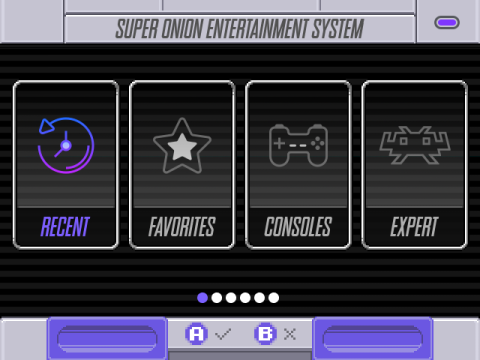 SUPER ONION ENTERTAINMENT SYSTEM
RECENT FAVORITES CONSOLES EXPERT
A B